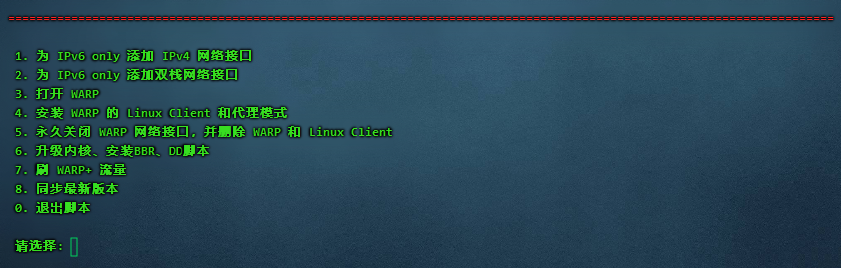 ========================================================================================================================
1. 为 IPv6 only 添加 IPv4 网络接口
2. 为 IPv6 only 添加双栈网络接口
3. 打开 WARP
4. 安装 WARP 的 Linux Client 和代理模式
5. 永久关闭 WARP 网络接口，并删除 WARP 和 Linux Client
6. 升级内核、安装BBR、DD脚本
7. 刷 WARP+ 流量
8. 同步最新版本
0. 退出脚本
请选择: